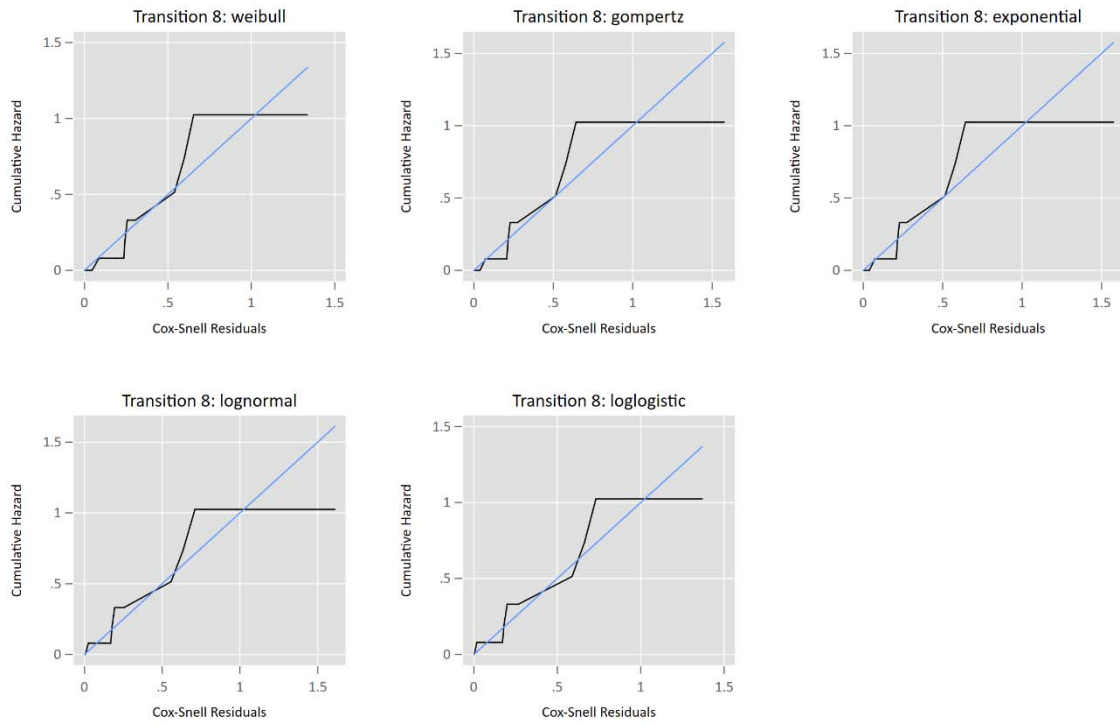 Transition 8: weibull
1.5
1
.5
0
Cumulative Hazard
0 .5 1 1.5
Cox-Snell Residuals
Transition 8: gompertz
1.5
1
.5
0
Cumulative Hazard
0 .5 1 1.5
Cox-Snell Residuals
Transition 8: exponential
1.5
1
.5
0
Cumulative Hazard
0 .5 1 1.5
Cox-Snell Residuals
Transition 8: lognormal
1.5
1
.5
0
Cumulative Hazard
0 .5 1 1.5
Cox-Snell Residuals
Transition 8: loglogistic
1.5
1
.5
0
Cumulative Hazard
0 .5 1 1.5
Cox-Snell Residuals